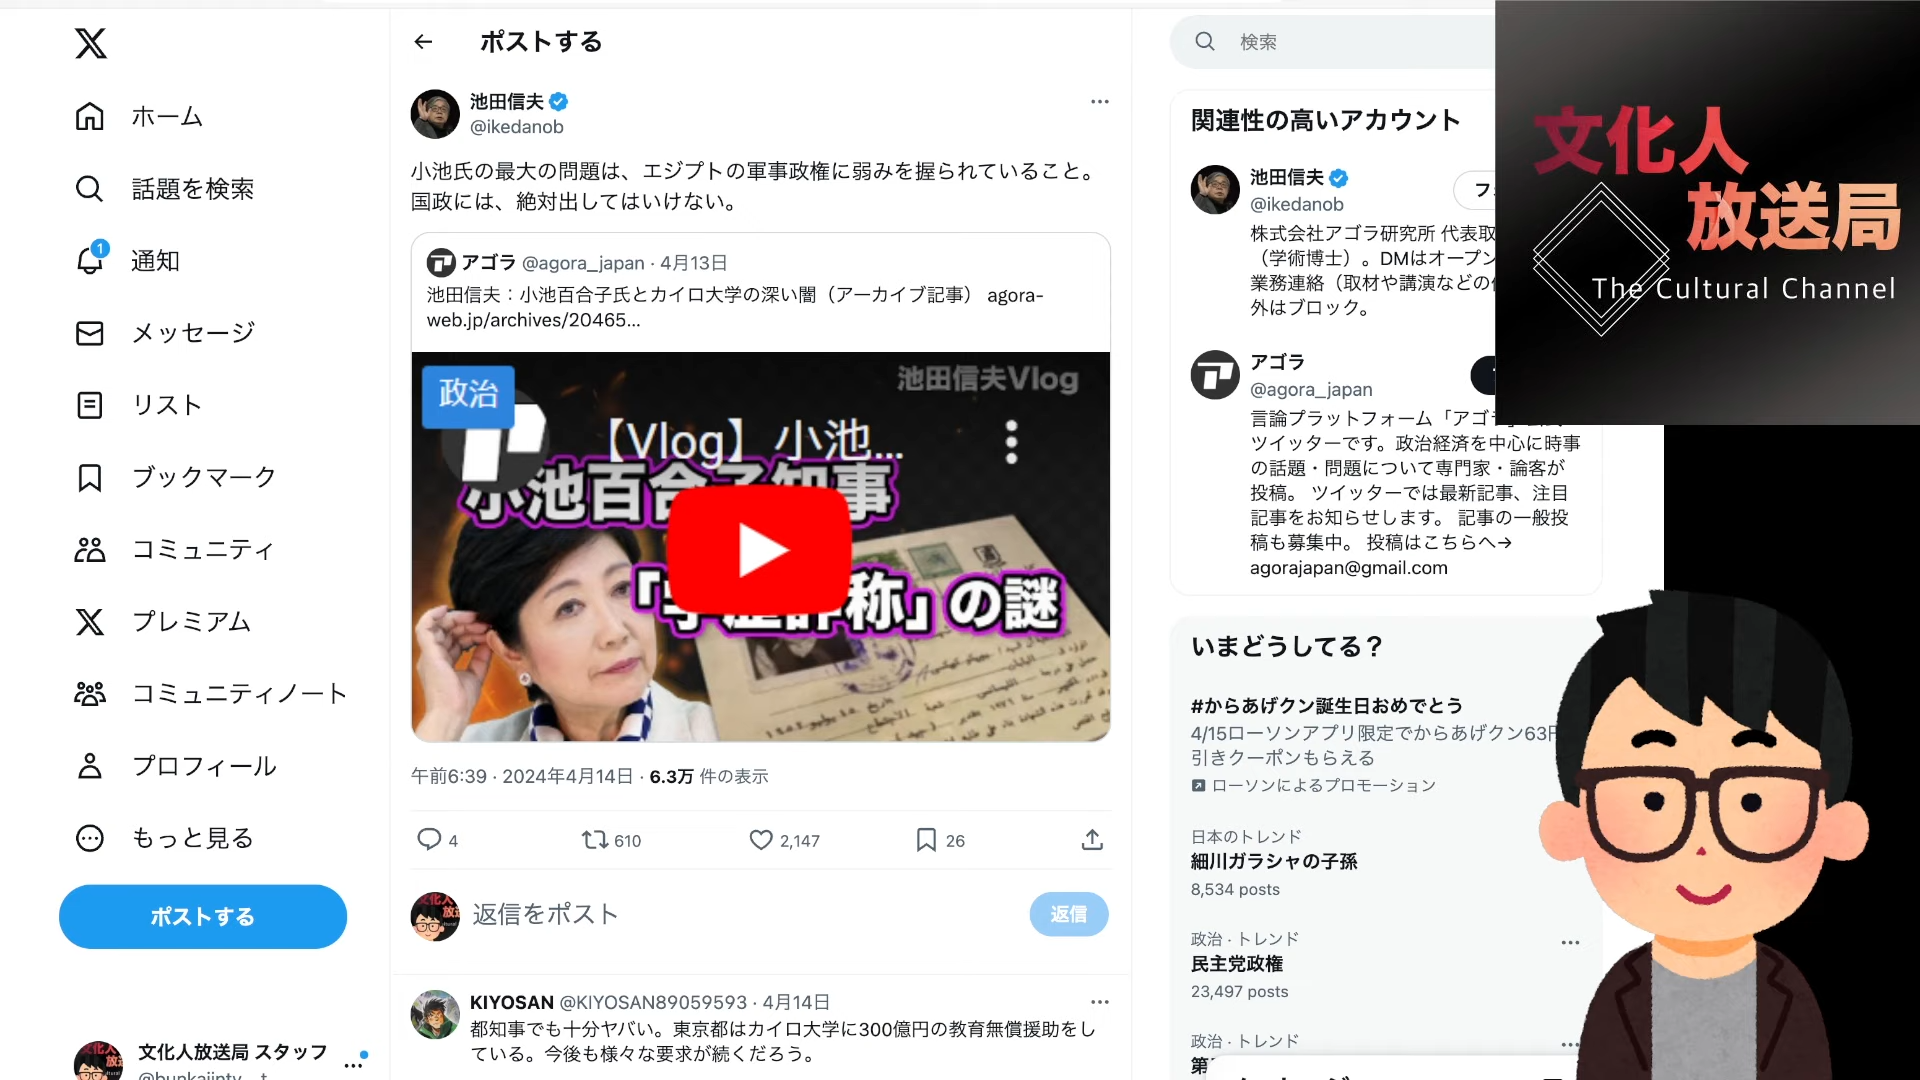 ホーム
話題を検索
1
通知
メッセージ
リスト
ブックマーク
コミュニティ
プレミアム
コミュニティノート
プロフィール
もっと見る
ポストする
文化人放送局 スタッフ
ポストする
池田信夫
@ikedanob
小池氏の最大の問題は、エジプトの軍事政権に弱みを握られていること。
国政には、絶対出してはいけない。
アゴラ @agora_japan · 4月13日
池田信夫：小池百合子氏とカイロ大学の深い闇（アーカイブ記事） agora-
web.jp/archives/20465...
政治
池田信夫Vlog
【Vlog】小池...
小池百合子知事
称」の謎
午前6:39 · 2024年4月14日 · 6.3万 件の表示
4
610
2,147
26
返信をポスト
返信
KIYOSAN @KIYOSAN89059593 · 4月14日
都知事でも十分ヤバい。東京都はカイロ大学に300億円の教育無償援助をし
ている。今後も様々な要求が続くだろう。
検索
関連性の高いアカウント
池田信夫
@ikedanob
株式会社アゴラ研究所 代表取
（学術博士）。DMはオープン
業務連絡（取材や講演などの
外はブロック。
アゴラ
@agora_japan
言論プラットフォーム「アゴ
ツイッターです。政治経済を中心に時事
の話題・問題について専門家・論客が
投稿。 ツイッターでは最新記事、注目
記事をお知らせします。 記事の一般投
稿も募集中。 投稿はこちらへ→
agorajapan@gmail.com
いまどうしてる？
#からあげクン誕生日おめでとう
4/15ローソンアプリ限定でからあげクン63円
引きクーポンもらえる
ローソンによるプロモーション
日本のトレンド
細川ガラシャの子孫
8,534 posts
政治 · トレンド
民主党政権
23,497 posts
政治 · トレンド
文化人
放送局
The Cultural Channel